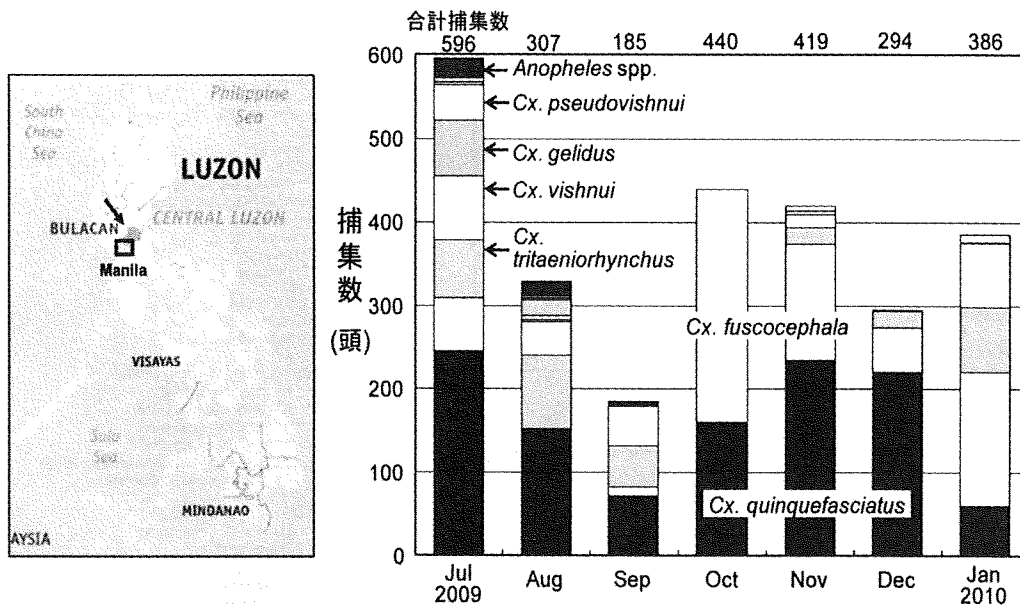 Philippine
Sea
South
China
Sea
LUZON
CENTRAL LUZON
BULACAN
Manila
VISAYAS
Sulu
Sea
MINDANAO
AYSIA
合計捕集数
596 307 185 440 419 294 386
捕集数
(頭)
600
500
400
300
200
100
0
Anopheles spp.
Cx. pseudovishnui
Cx. gelidus
Cx. vishnui
Cx.
tritaeniorhynchus
Cx. fuscocephala
Cx. quinquefasciatus
Jul Aug Sep Oct Nov Dec Jan
2009 2010